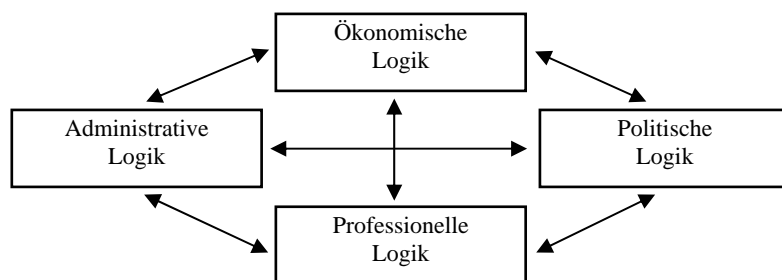 Ökonomische
Logik
Administrative
Logik
Politische
Logik
Professionelle
Logik